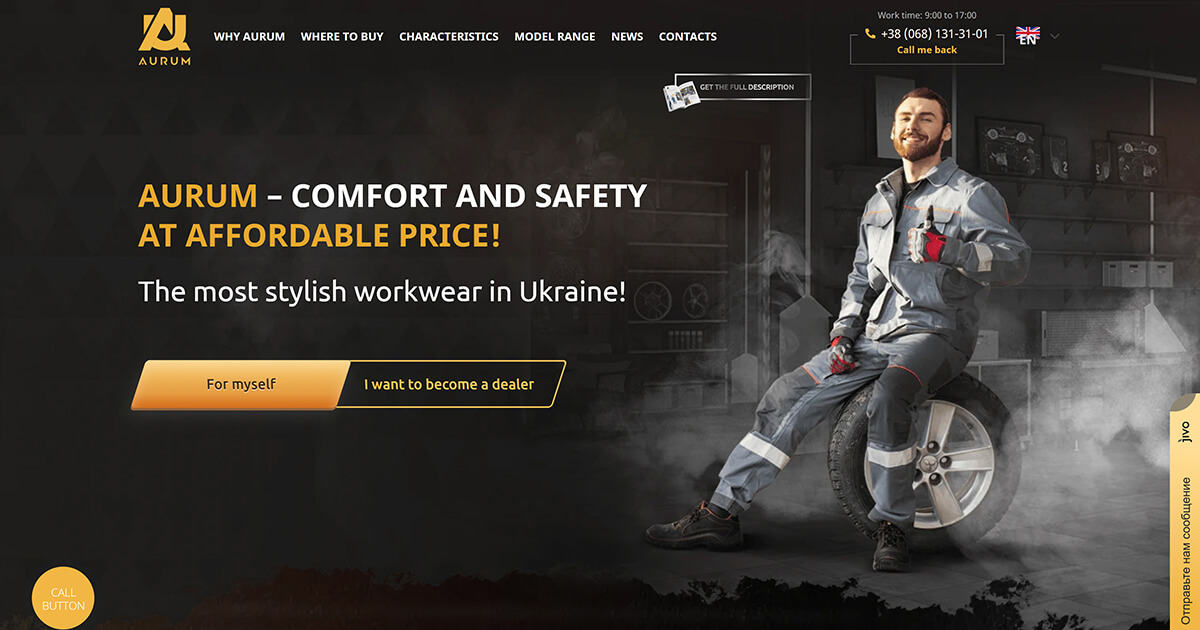 AURUM
WHY AURUM
WHERE TO BUY
CHARACTERISTICS
MODEL RANGE
NEWS
CONTACTS
Work time: 9:00 to 17:00
+38 (068) 131-31-01
Call me back
EN
GET THE FULL DESCRIPTION
AURUM – COMFORT AND SAFETY
AT AFFORDABLE PRICE!
The most stylish workwear in Ukraine!
For myself
I want to become a dealer
CALL
BUTTON
jivo
Отправьте нам сообщение